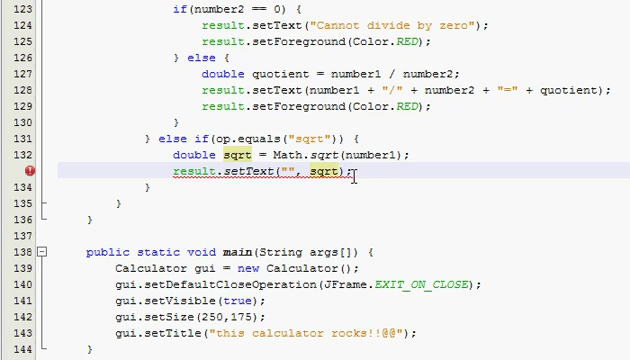 123 if(number2 == 0) {
124 result.setText("Cannot divide by zero");
125 result.setForeground(Color.RED);
126 } else {
127 double quotient = number1 / number2;
128 result.setText(number1 + "/" + number2 + "=" + quotient);
129 result.setForeground(Color.RED);
130 }
131 } else if(op.equals("sqrt")) {
132 double sqrt = Math.sqrt(number1);
result.setText("", sqrt);
134 }
135 }
136 }
137
138 public static void main(String args[]) {
139 Calculator gui = new Calculator();
140 gui.setDefaultCloseOperation(JFrame.EXIT_ON_CLOSE);
141 gui.setVisible(true);
142 gui.setSize(250,175);
143 gui.setTitle("this calculator rocks!!@@");
144 }